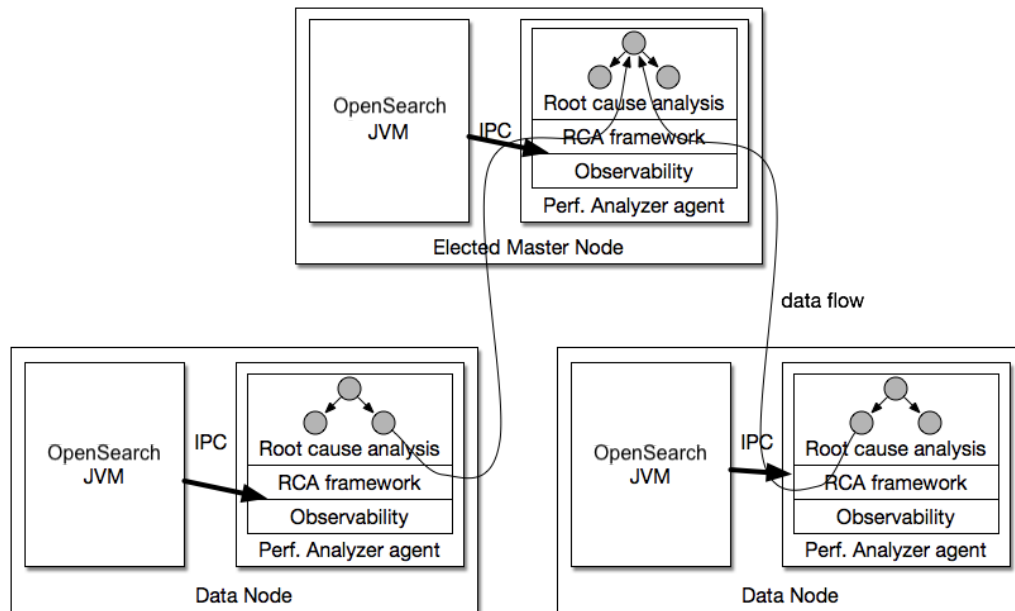 OpenSearch
JVM
IPC
Root cause analysis
RCA framework
Observability
Perf. Analyzer agent
Elected Master Node
data flow
OpenSearch
JVM
IPC
Root cause analysis
RCA framework
Observability
Perf. Analyzer agent
Data Node
OpenSearch
JVM
IPC
Root cause analysis
RCA framework
Observability
Perf. Analyzer agent
Data Node